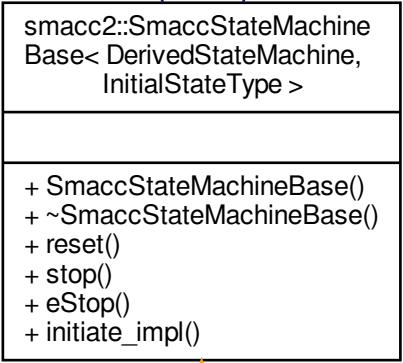 smacc2::SmaccStateMachine
Base< DerivedStateMachine,
InitialStateType >
+ SmaccStateMachineBase()
+ ~SmaccStateMachineBase()
+ reset()
+ stop()
+ eStop()
+ initiate_impl()